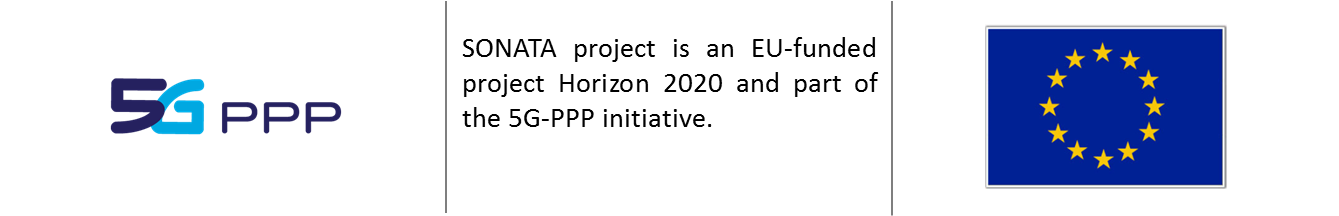 5G PPP
SONATA project is an EU-funded
project Horizon 2020 and part of
the 5G-PPP initiative.